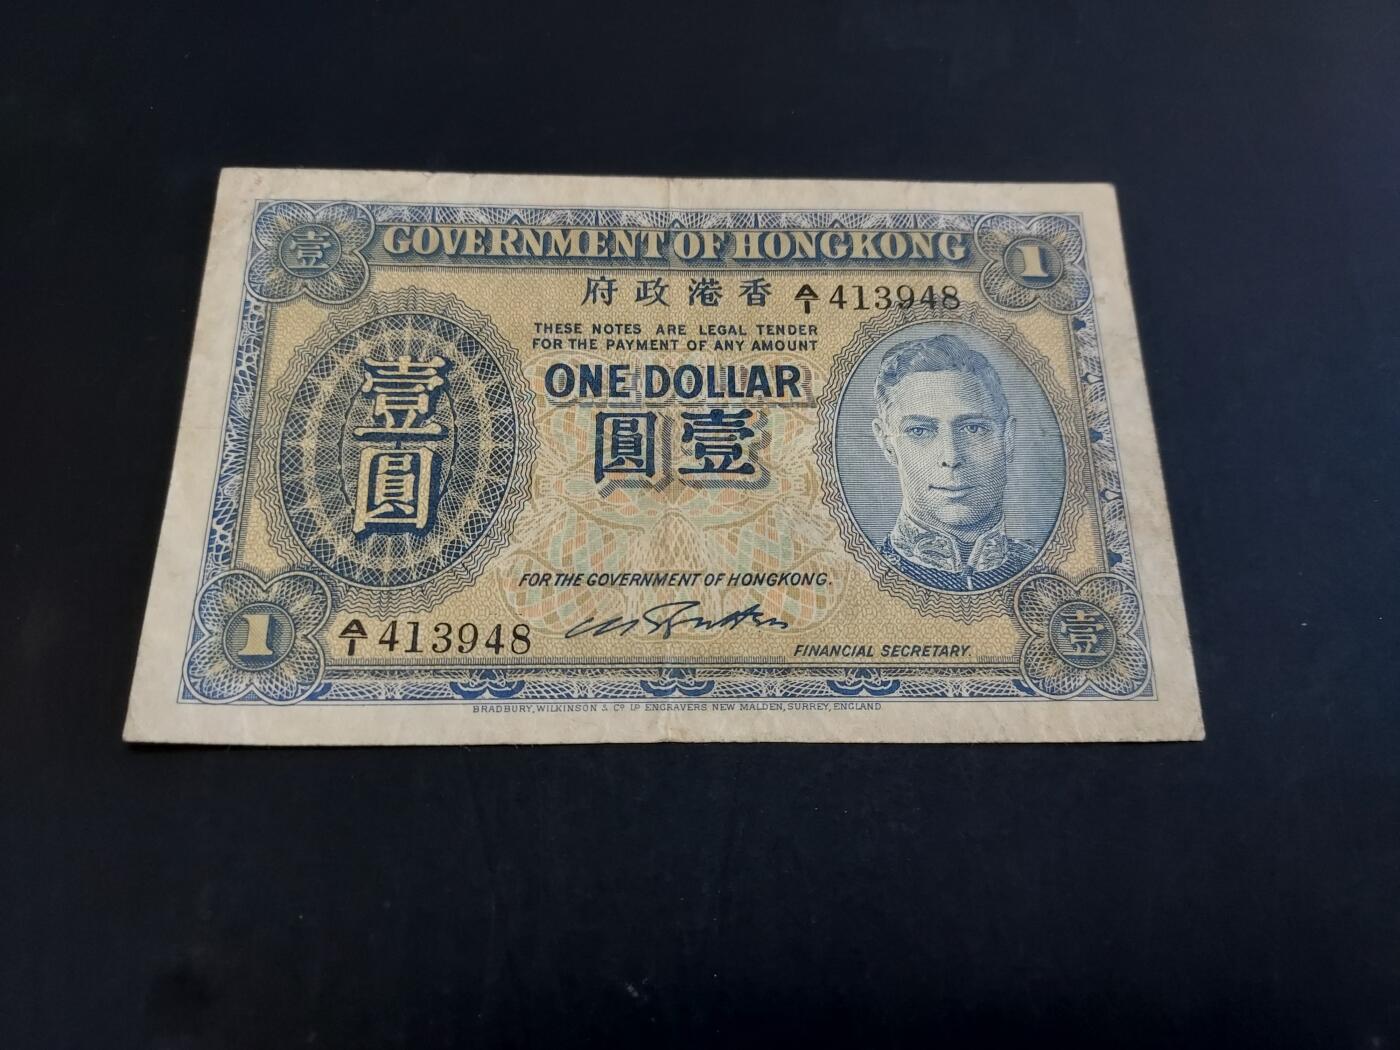 壹 GOVERNMENT OF HONGKONG 1
府政港香 A/1 413948
THESE NOTES ARE LEGAL TENDER
FOR THE PAYMENT OF ANY AMOUNT
ONE DOLLAR
圓壹
壹圓
FOR THE GOVERNMENT OF HONGKONG.
1 A/1 413948
FINANCIAL SECRETARY.
壹
BRADBURY, WILKINSON & Cº Lᴰ ENGRAVERS NEW MALDEN, SURREY, ENGLAND